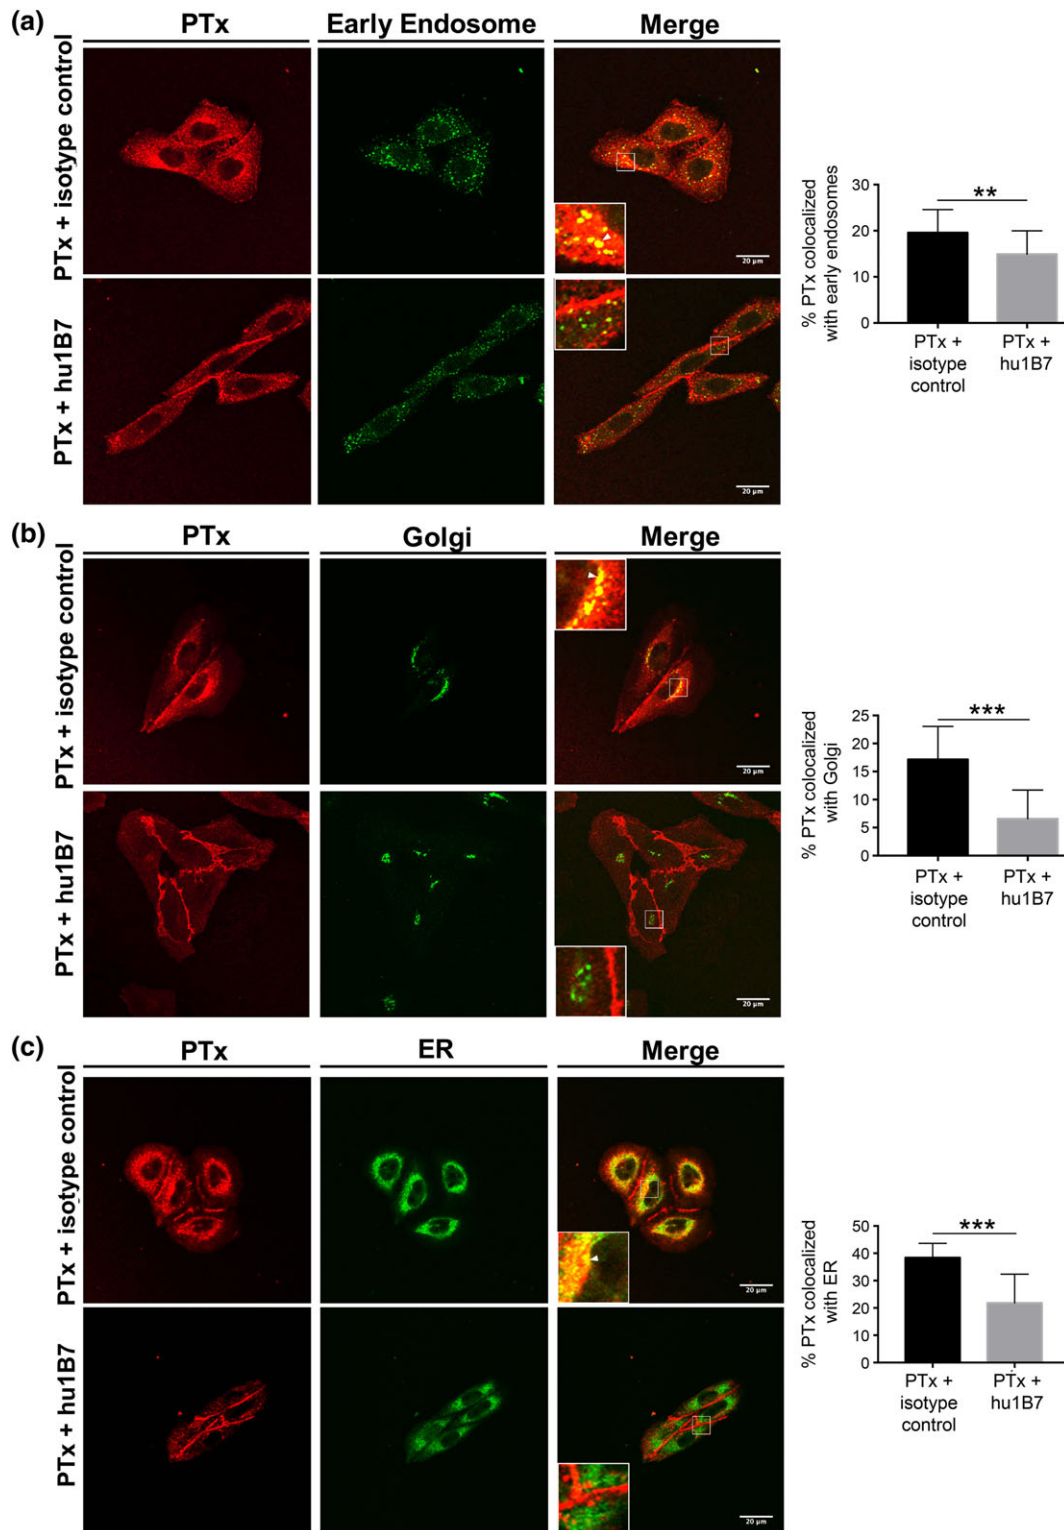 (a)
PTx
Early Endosome
Merge
PTx + isotype control
20 µm
PTx + hu1B7
20 µm
% PTx colocalized
with early endosomes
30
20
10
0
**
PTx +
isotype
control
PTx +
hu1B7
(b)
PTx
Golgi
Merge
PTx + isotype control
20 µm
PTx + hu1B7
20 µm
% PTx colocalized
with Golgi
25
20
15
10
5
0
***
PTx +
isotype
control
PTx +
hu1B7
(c)
PTx
ER
Merge
PTx + isotype control
20 µm
PTx + hu1B7
20 µm
% PTx colocalized
with ER
50
40
30
20
10
0
***
PTx +
isotype
control
PTx +
hu1B7